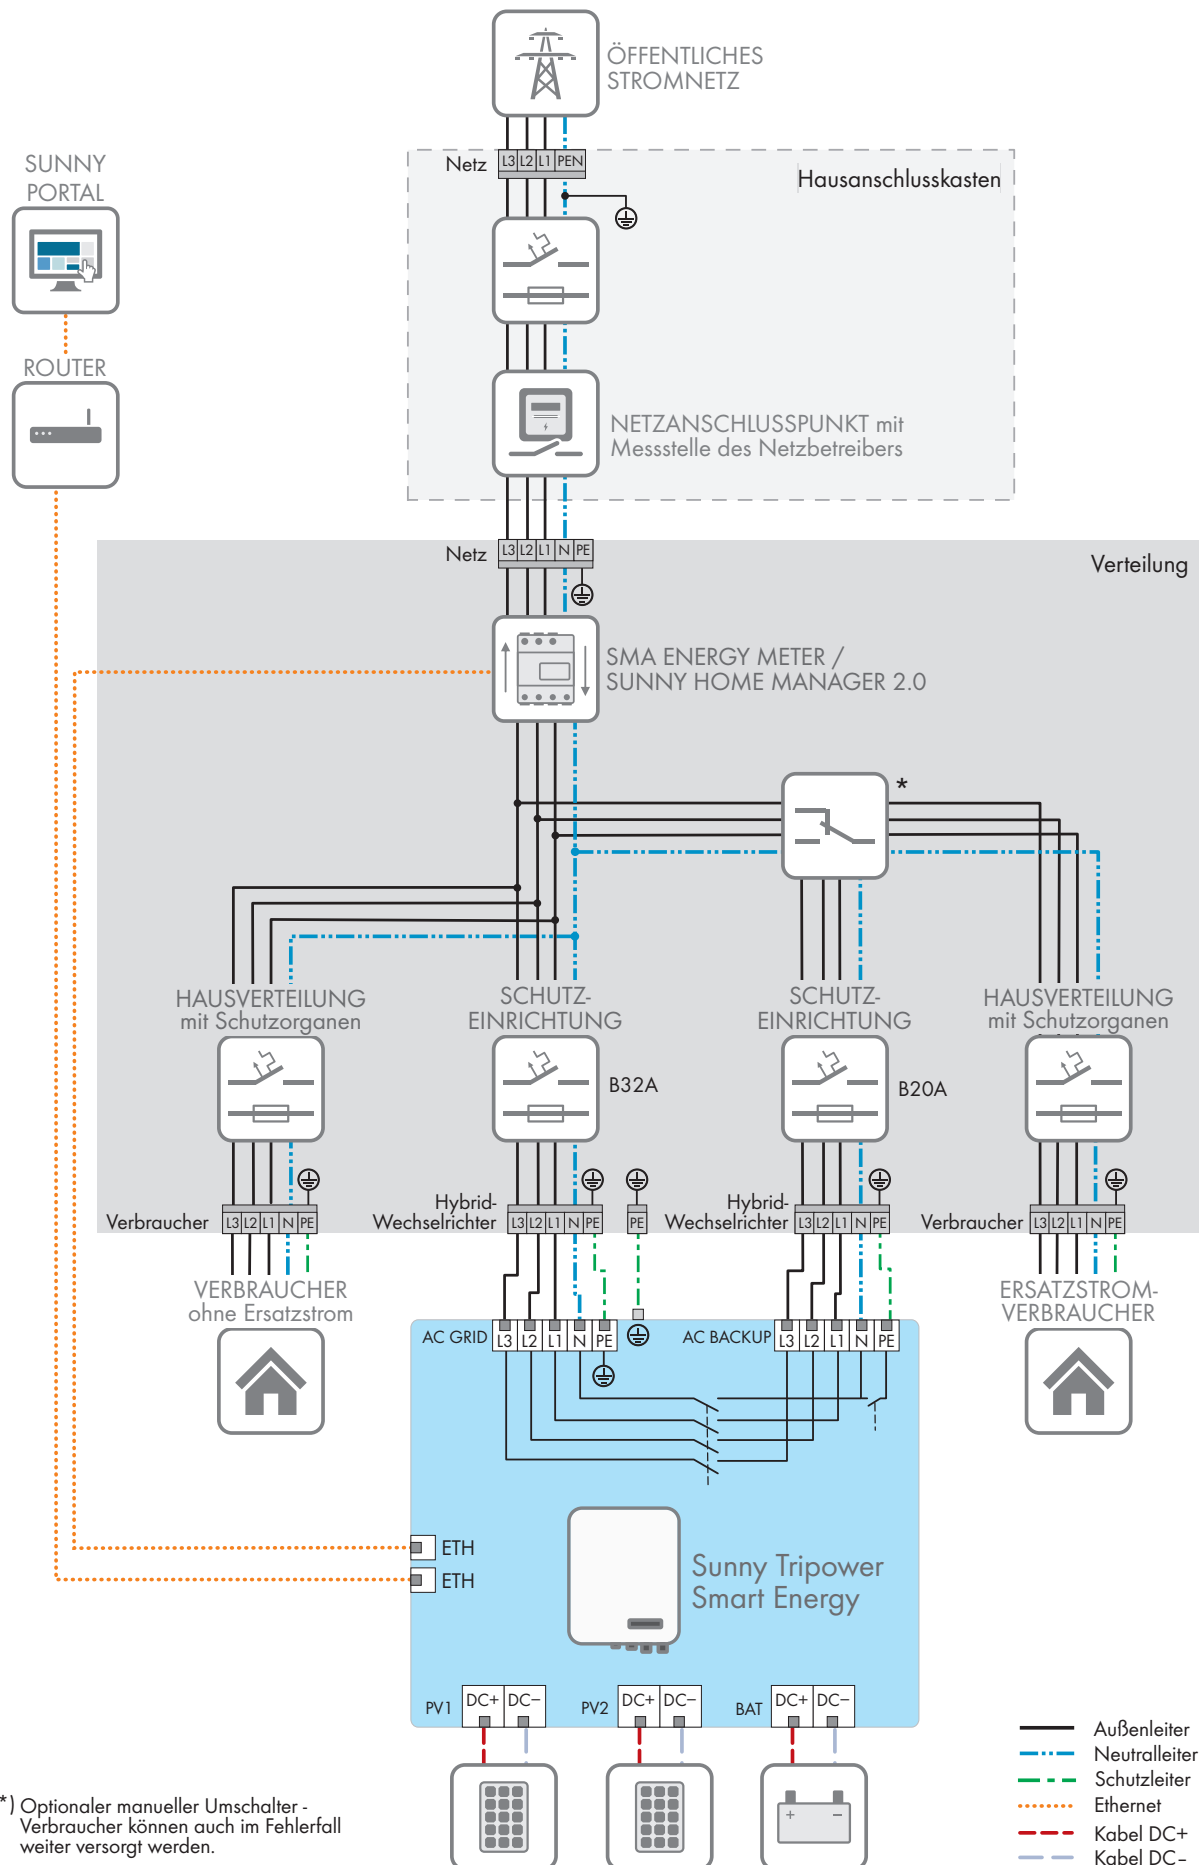 ÖFFENTLICHES
STROMNETZ
SUNNY
PORTAL
Netz
L3 L2 L1 PEN
Hausanschlusskasten
ROUTER
NETZANSCHLUSSPUNKT mit
Messstelle des Netzbetreibers
Netz
L3 L2 L1 N PE
Verteilung
SMA ENERGY METER /
SUNNY HOME MANAGER 2.0
*
HAUSVERTEILUNG
mit Schutzorganen
SCHUTZ-
EINRICHTUNG
B32A
SCHUTZ-
EINRICHTUNG
B20A
HAUSVERTEILUNG
mit Schutzorganen
Verbraucher
L3 L2 L1 N PE
Hybrid-
Wechselrichter
L3 L2 L1 N PE
PE
Hybrid-
Wechselrichter
L3 L2 L1 N PE
Verbraucher
L3 L2 L1 N PE
VERBRAUCHER
ohne Ersatzstrom
ERSATZSTROM-
VERBRAUCHER
AC GRID
L3 L2 L1 N PE
AC BACKUP
L3 L2 L1 N PE
ETH
ETH
Sunny Tripower
Smart Energy
PV1
DC+ DC–
PV2
DC+ DC–
BAT
DC+ DC–
+ –
Außenleiter
Neutralleiter
Schutzleiter
Ethernet
Kabel DC+
Kabel DC–
*) Optionaler manueller Umschalter -
Verbraucher können auch im Fehlerfall
weiter versorgt werden.